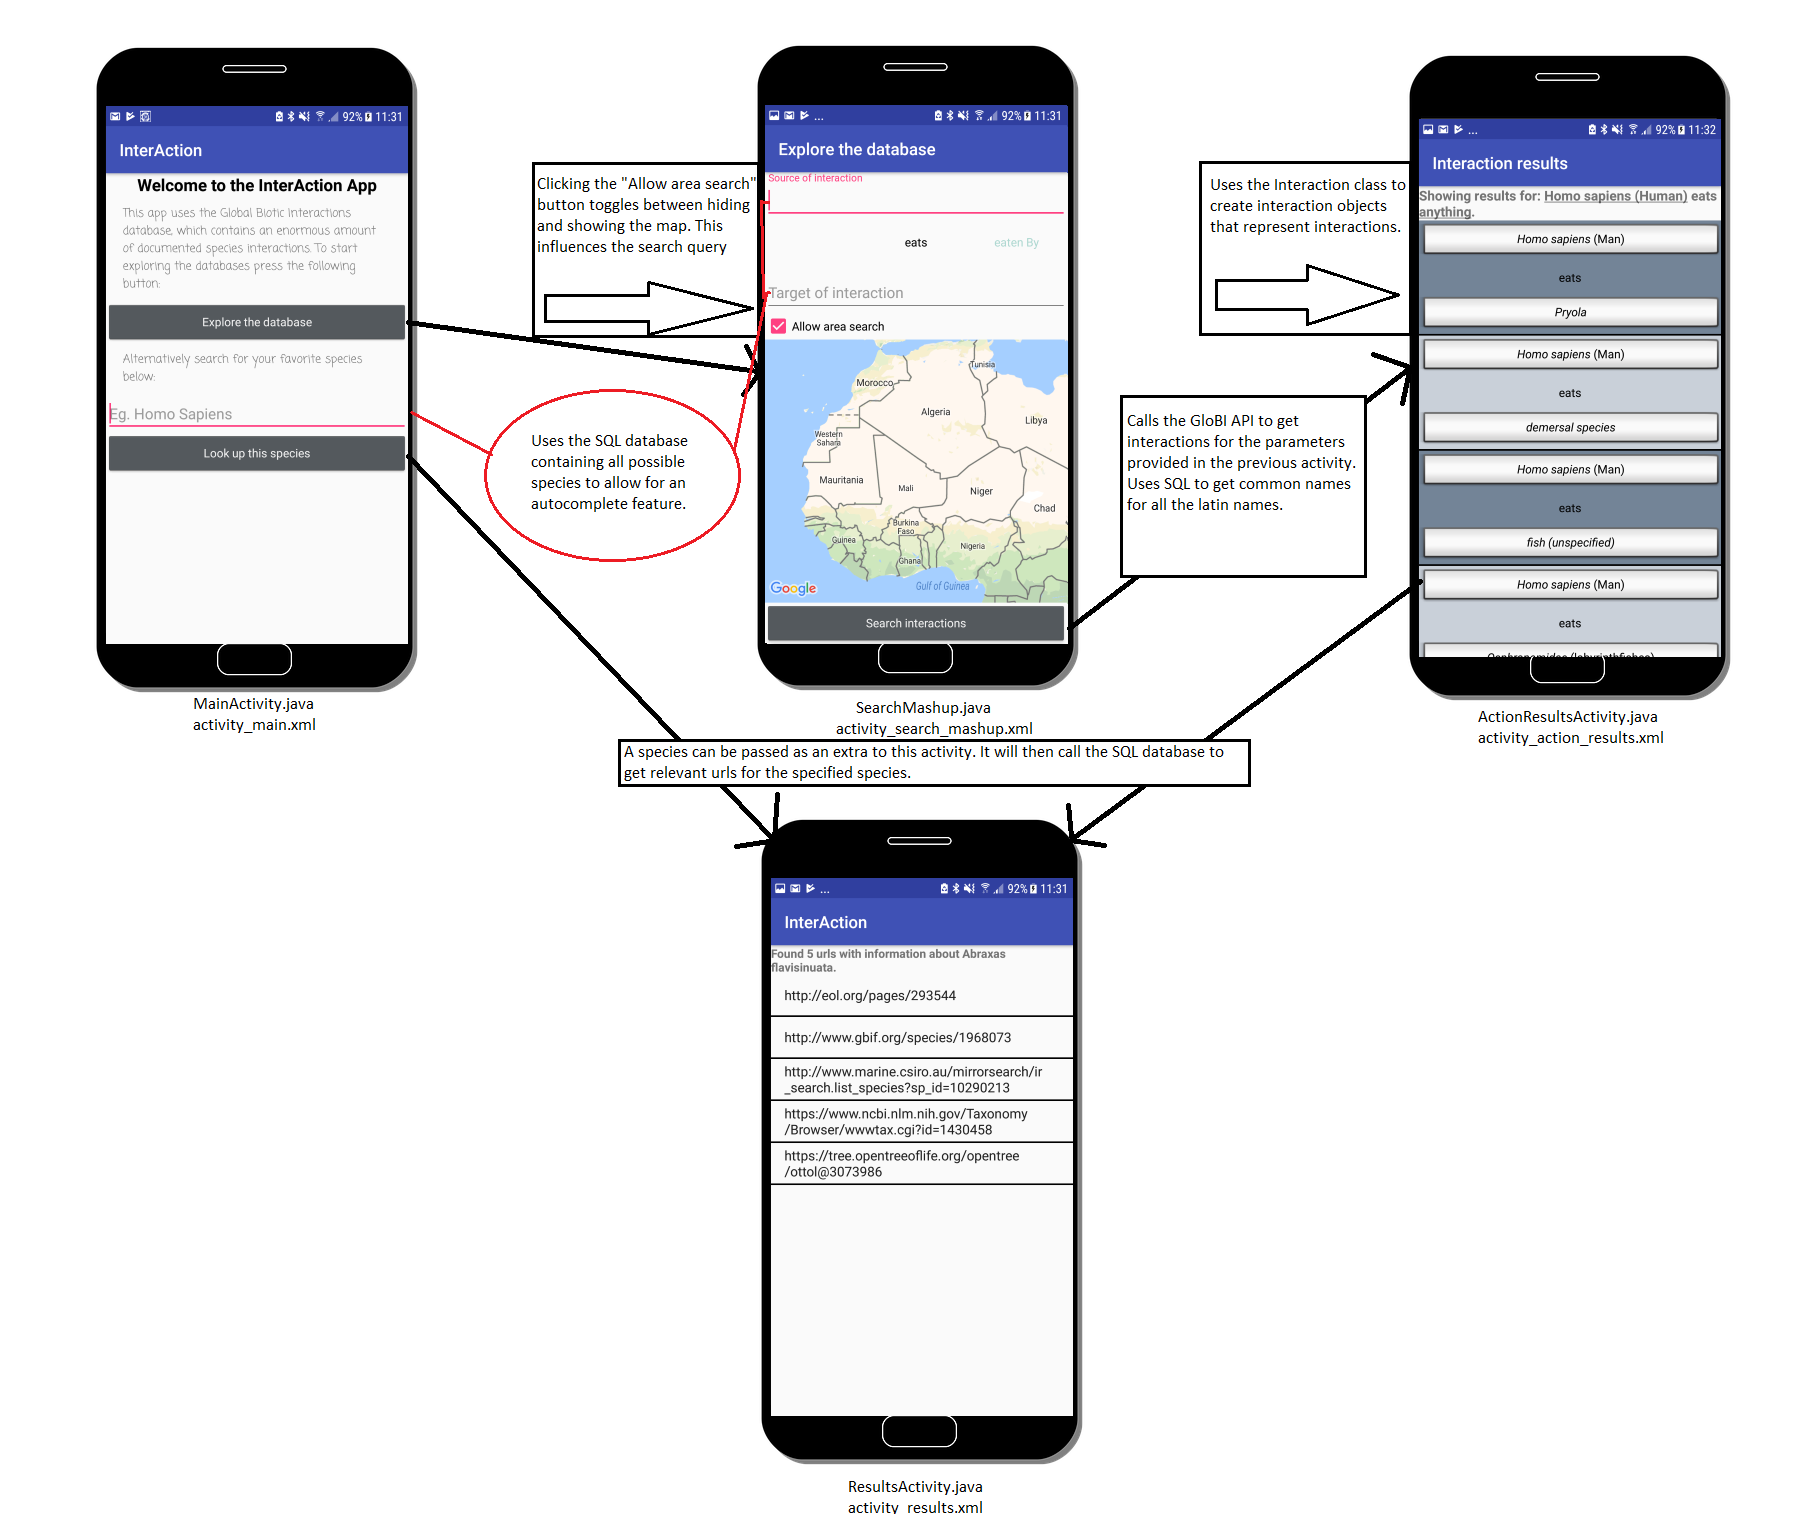 92% 11:31
InterAction
Welcome to the InterAction App
This app uses the Global Biotic Interactions
database, which contains an enormous amount
of documented species interactions. To start
exploring the databases press the following
button:
Explore the database
Alternatively search for your favorite species
below:
Eg. Homo Sapiens
Look up this species
MainActivity.java
activity_main.xml
Clicking the "Allow area search"
button toggles between hiding
and showing the map. This
influences the search query
Uses the SQL database
containing all possible
species to allow for an
autocomplete feature.
... 92% 11:31
Explore the database
Source of interaction
eats eaten By
Target of interaction
Allow area search
Tunisia
Morocco
Algeria
Libya
Western
Sahara
Mauritania
Mali
Niger
Chad
Burkina
Faso
Guinea
Nigeria
Ghana
Gulf of Guinea
Google
Search interactions
SearchMashup.java
activity_search_mashup.xml
Calls the GloBI API to get
interactions for the parameters
provided in the previous activity.
Uses SQL to get common names
for all the latin names.
Uses the Interaction class to
create interaction objects
that represent interactions.
... 92% 11:32
Interaction results
Showing results for: Homo sapiens (Human) eats
anything.
Homo sapiens (Man)
eats
Pryola
Homo sapiens (Man)
eats
demersal species
Homo sapiens (Man)
eats
fish (unspecified)
Homo sapiens (Man)
eats
ActionResultsActivity.java
activity_action_results.xml
A species can be passed as an extra to this activity. It will then call the SQL database to
get relevant urls for the specified species.
... 92% 11:31
InterAction
Found 5 urls with information about Abraxas
flavisinuata.
http://eol.org/pages/293544
http://www.gbif.org/species/1968073
http://www.marine.csiro.au/mirrorsearch/ir
_search.list_species?sp_id=10290213
https://www.ncbi.nlm.nih.gov/Taxonomy
/Browser/wwwtax.cgi?id=1430458
https://tree.opentreeoflife.org/opentree
/ottol@3073986
ResultsActivity.java
activity_results.xml